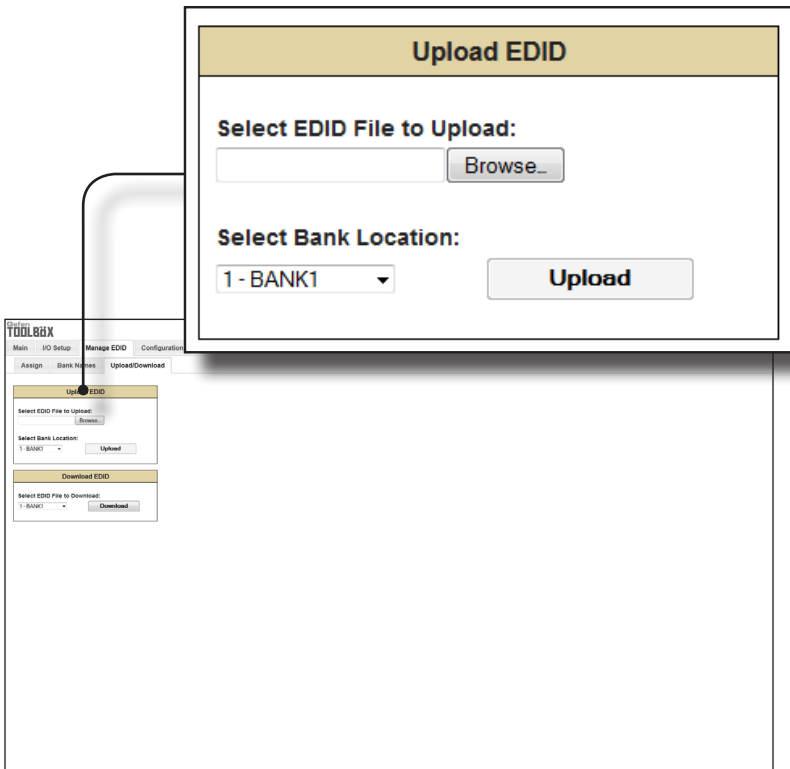 Upload EDID
Select EDID File to Upload:
Browse...
Select Bank Location:
1 - BANK1 Upload
Gefen
TOOLBOX
Main I/O Setup Manage EDID Configuration
Assign Bank Names Upload/Download
Upload EDID
Select EDID File to Upload:
Browse...
Select Bank Location:
1 - BANK1 Upload
Download EDID
Select EDID File to Download:
1 - BANK1 Download